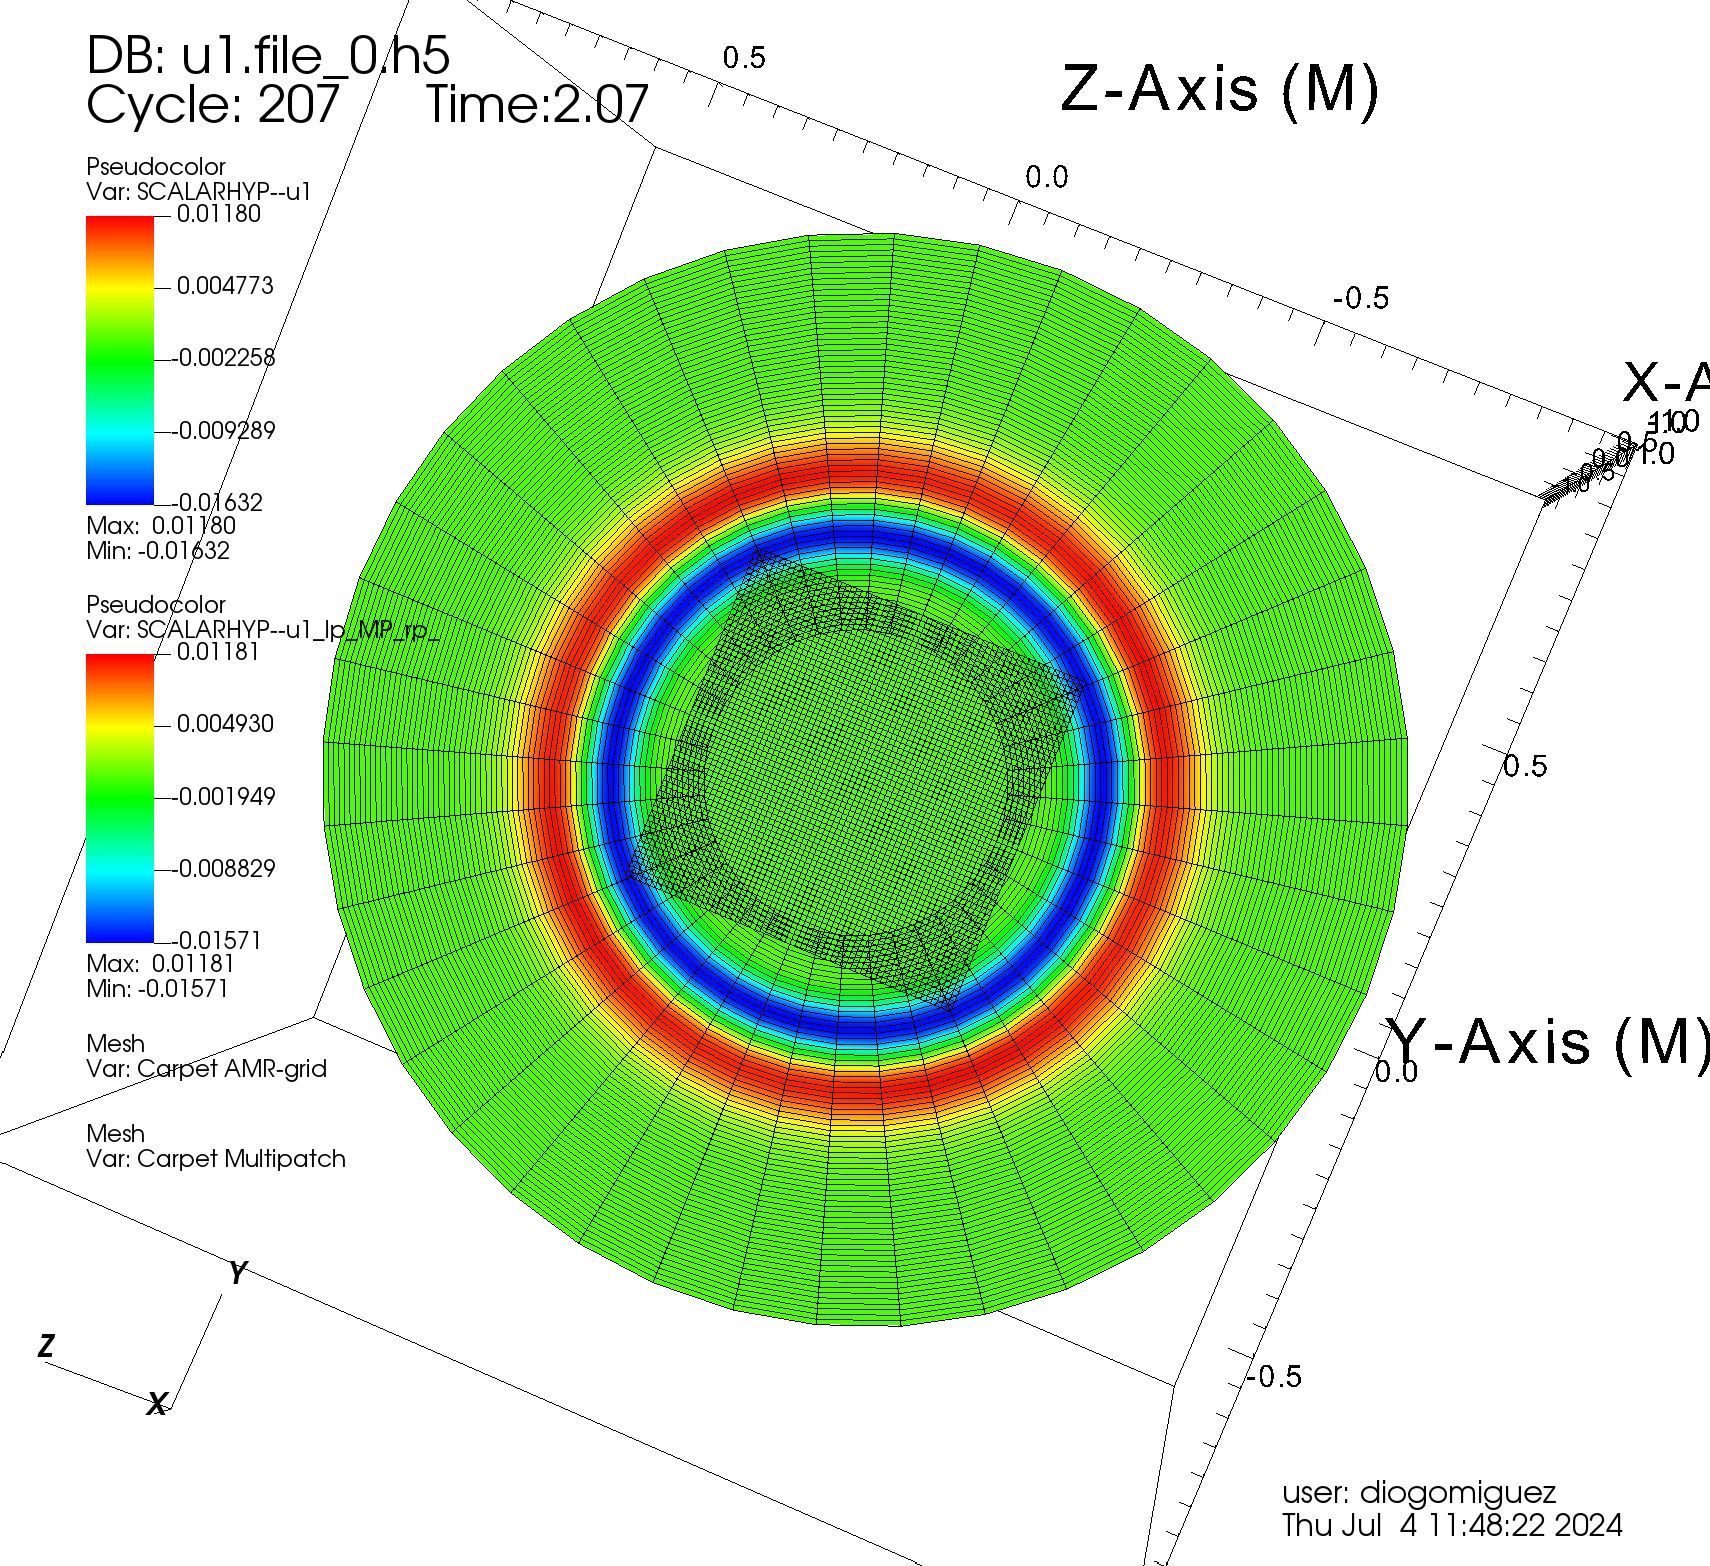 DB: u1.file_0.h5
Cycle: 207 Time:2.07
Pseudocolor
Var: SCALARHYP--u1
0.01180
0.004773
-0.002258
-0.009289
-0.01632
Max: 0.01180
Min: -0.01632
Pseudocolor
Var: SCALARHYP--u1_lp_MP_rp_
0.01181
0.004930
-0.001949
-0.008829
-0.01571
Max: 0.01181
Min: -0.01571
Mesh
Var: Carpet AMR-grid
Mesh
Var: Carpet Multipatch
Z-Axis (M)
0.5
0.0
-0.5
X-A
Y-Axis (M)
0.5
0.0
-0.5
Y
Z
X
user: diogomiguez
Thu Jul 4 11:48:22 2024